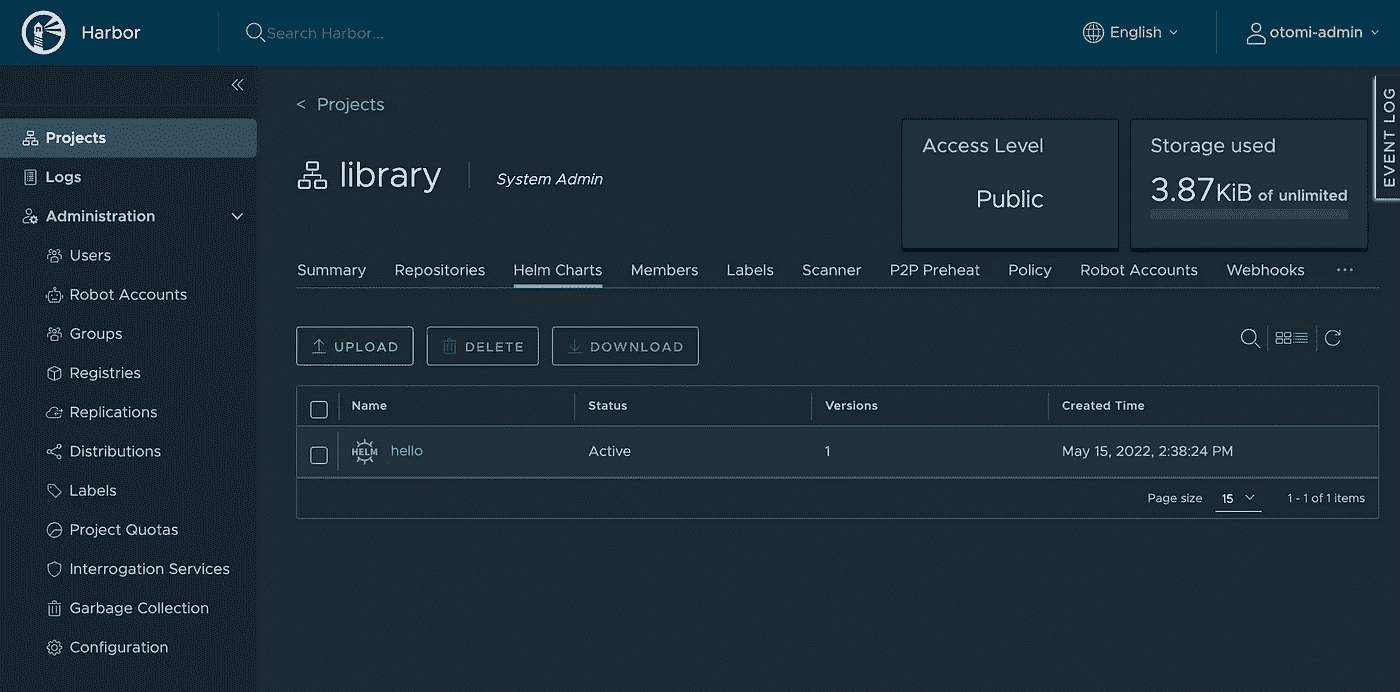 Harbor
Search Harbor...
English
otomi-admin
Projects
Logs
Administration
Users
Robot Accounts
Groups
Registries
Replications
Distributions
Labels
Project Quotas
Interrogation Services
Garbage Collection
Configuration
< Projects
library
System Admin
Access Level
Public
Storage used
3.87KiB of unlimited
EVENT LOG
Summary Repositories Helm Charts Members Labels Scanner P2P Preheat Policy Robot Accounts Webhooks ...
UPLOAD DELETE DOWNLOAD
Name Status Versions Created Time
HELM hello Active 1 May 15, 2022, 2:38:24 PM
Page size 15 1 - 1 of 1 items